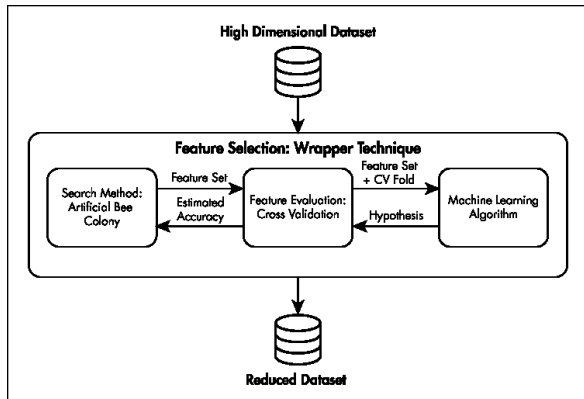 High Dimensional Dataset
Feature Selection: Wrapper Technique
Search Method:
Artificial Bee
Colony
Feature Set
Estimated
Accuracy
Feature Evaluation:
Cross Validation
Feature Set
+ CV Fold
Hypothesis
Machine Learning
Algorithm
Reduced Dataset